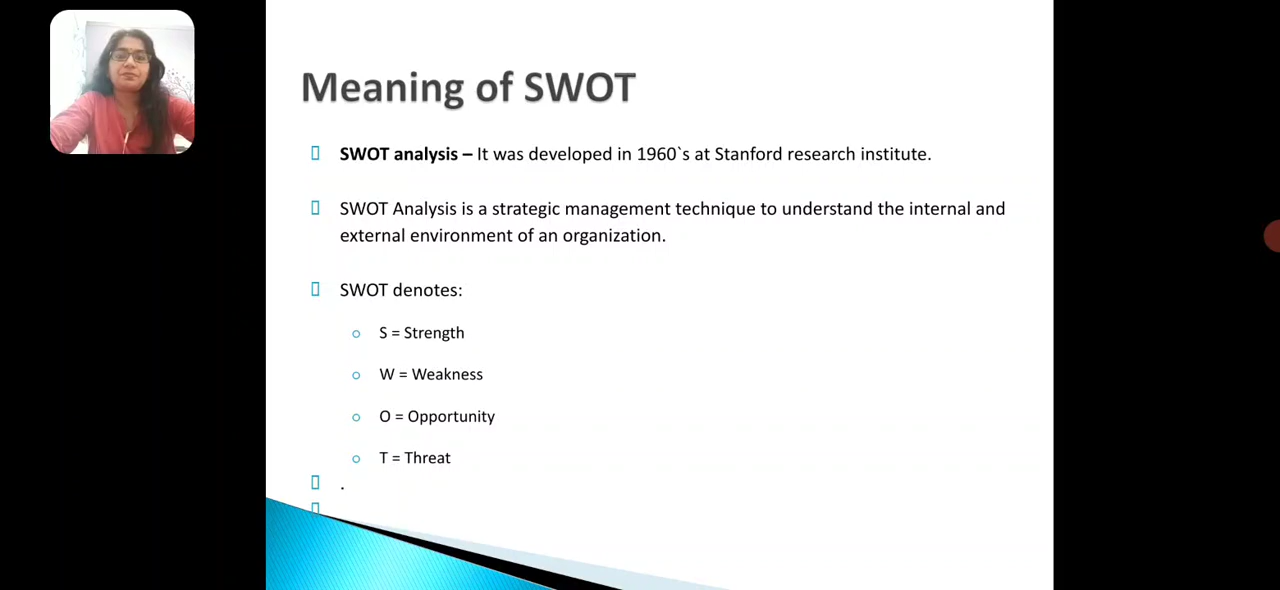 Meaning of SWOT
SWOT analysis – It was developed in 1960`s at Stanford research institute.
SWOT Analysis is a strategic management technique to understand the internal and
external environment of an organization.
SWOT denotes:
S = Strength
W = Weakness
O = Opportunity
T = Threat
.